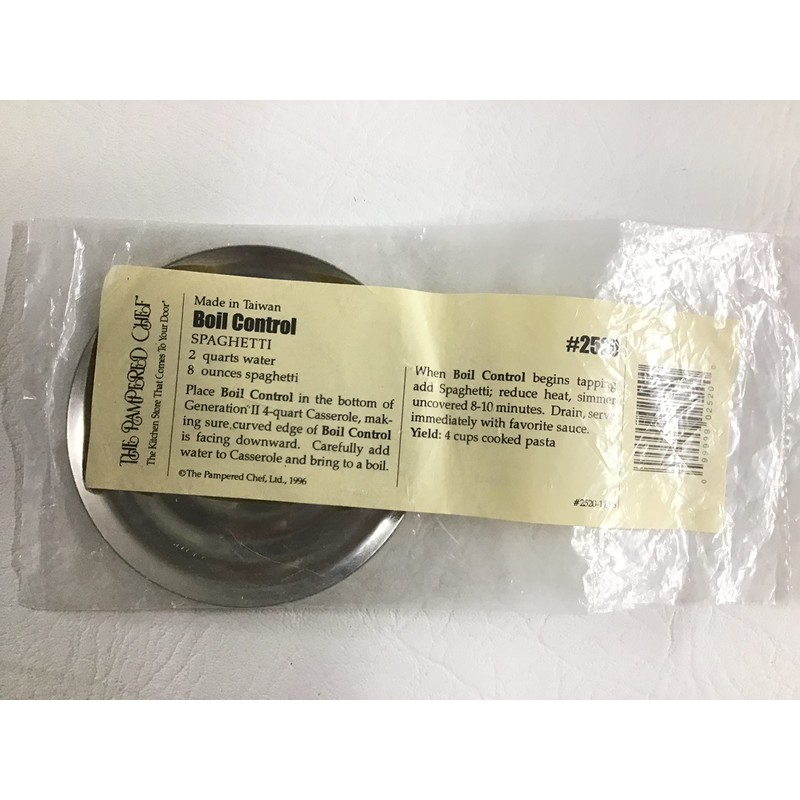 THE PAMPERED CHEF
The Kitchen Store That Comes To Your Door
Made in Taiwan
Boil Control
SPAGHETTI
2 quarts water
8 ounces spaghetti
Place Boil Control in the bottom of
Generation II 4-quart Casserole, mak-
ing sure curved edge of Boil Control
is facing downward. Carefully add
water to Casserole and bring to a boil.
©The Pampered Chef, Ltd., 1996
#2520
When Boil Control begins tapping
add Spaghetti; reduce heat, simmer
uncovered 8-10 minutes. Drain, serve
immediately with favorite sauce.
Yield: 4 cups cooked pasta